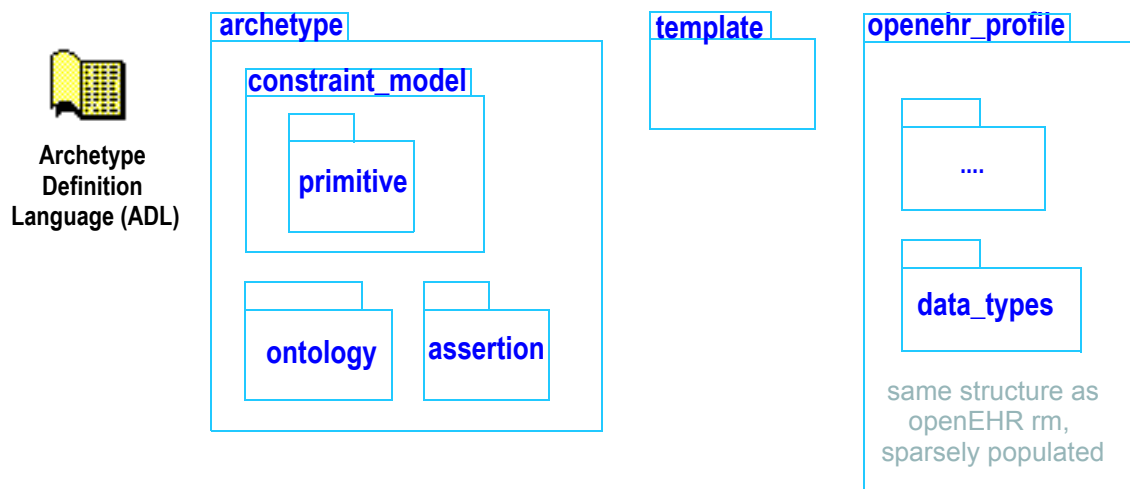 archetype
template
openehr_profile
constraint_model
primitive
Archetype
Definition
Language (ADL)
....
data_types
ontology
assertion
same structure as
openEHR rm,
sparsely populated